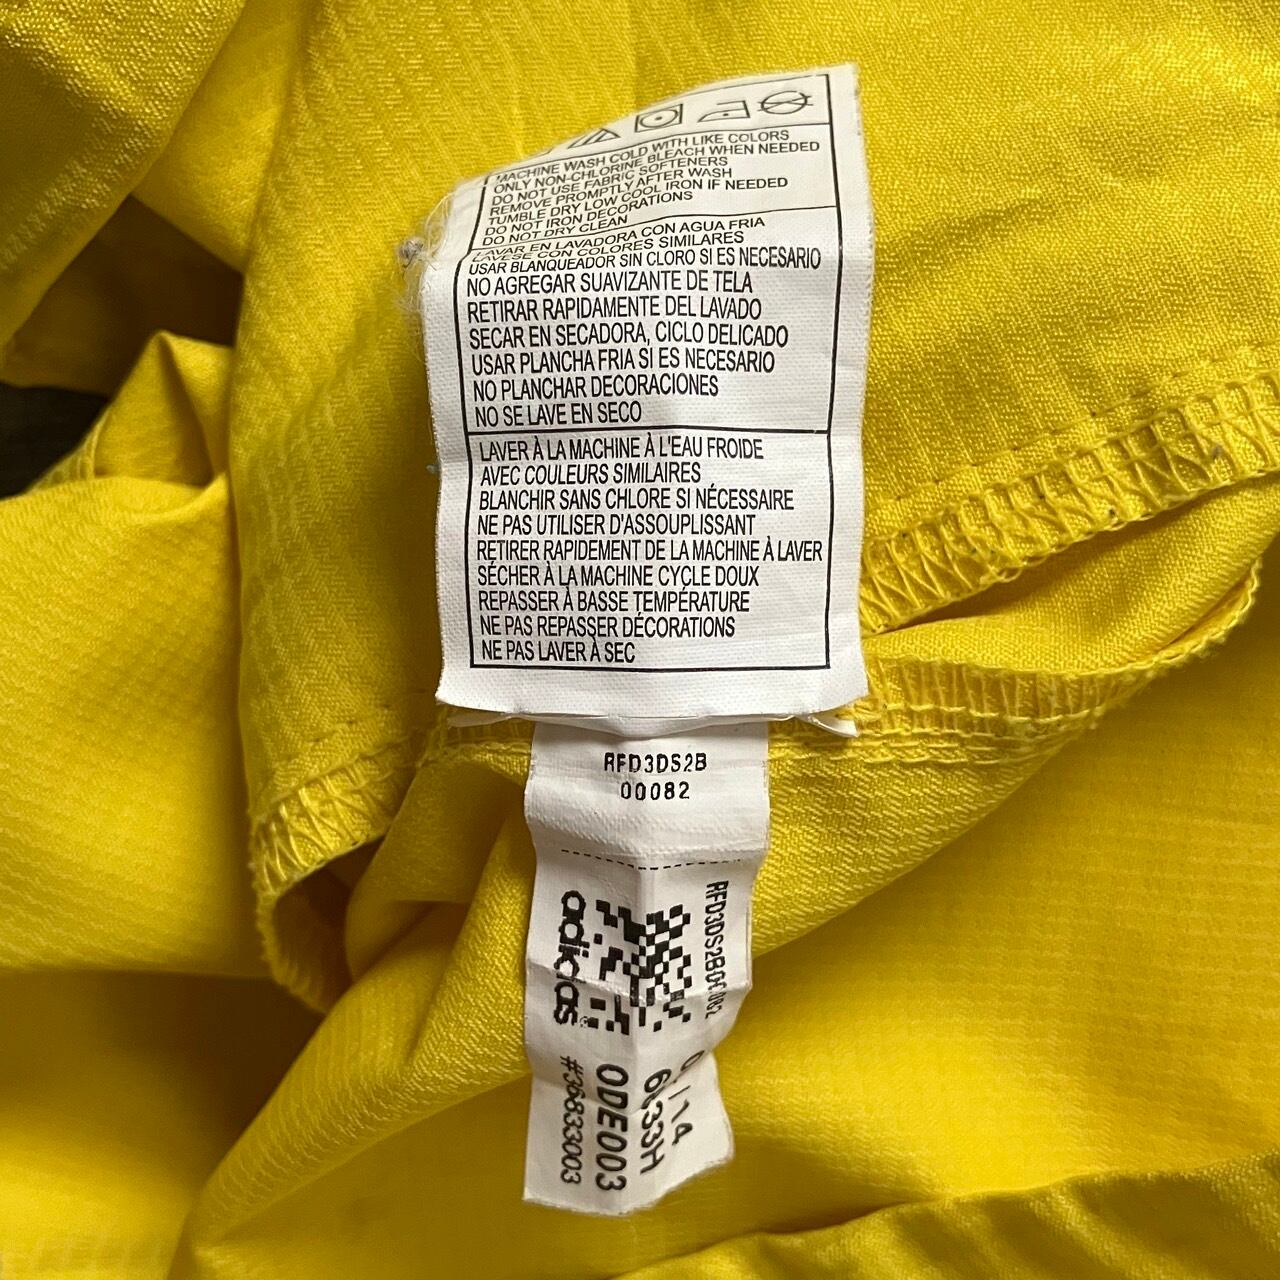 MACHINE WASH COLD WITH LIKE COLORS
ONLY NON-CHLORINE BLEACH WHEN NEEDED
DO NOT USE FABRIC SOFTENERS
REMOVE PROMPTLY AFTER WASH
TUMBLE DRY LOW COOL IRON IF NEEDED
DO NOT IRON DECORATIONS
DO NOT DRY CLEAN
LAVAR EN LAVADORA CON AGUA FRIA
LAVESE CON COLORES SIMILARES
USAR BLANQUEADOR SIN CLORO SI ES NECESARIO
NO AGREGAR SUAVIZANTE DE TELA
RETIRAR RAPIDAMENTE DEL LAVADO
SECAR EN SECADORA, CICLO DELICADO
USAR PLANCHA FRIA SI ES NECESARIO
NO PLANCHAR DECORACIONES
NO SE LAVE EN SECO
LAVER À LA MACHINE À L'EAU FROIDE
AVEC COULEURS SIMILAIRES
BLANCHIR SANS CHLORE SI NÉCESSAIRE
NE PAS UTILISER D'ASSOUPLISSANT
RETIRER RAPIDEMENT DE LA MACHINE À LAVER
SÉCHER À LA MACHINE CYCLE DOUX
REPASSER À BASSE TEMPÉRATURE
NE PAS REPASSER DÉCORATIONS
NE PAS LAVER À SEC
RFD3DS2B
00082
adidas
ODE003
#36833003